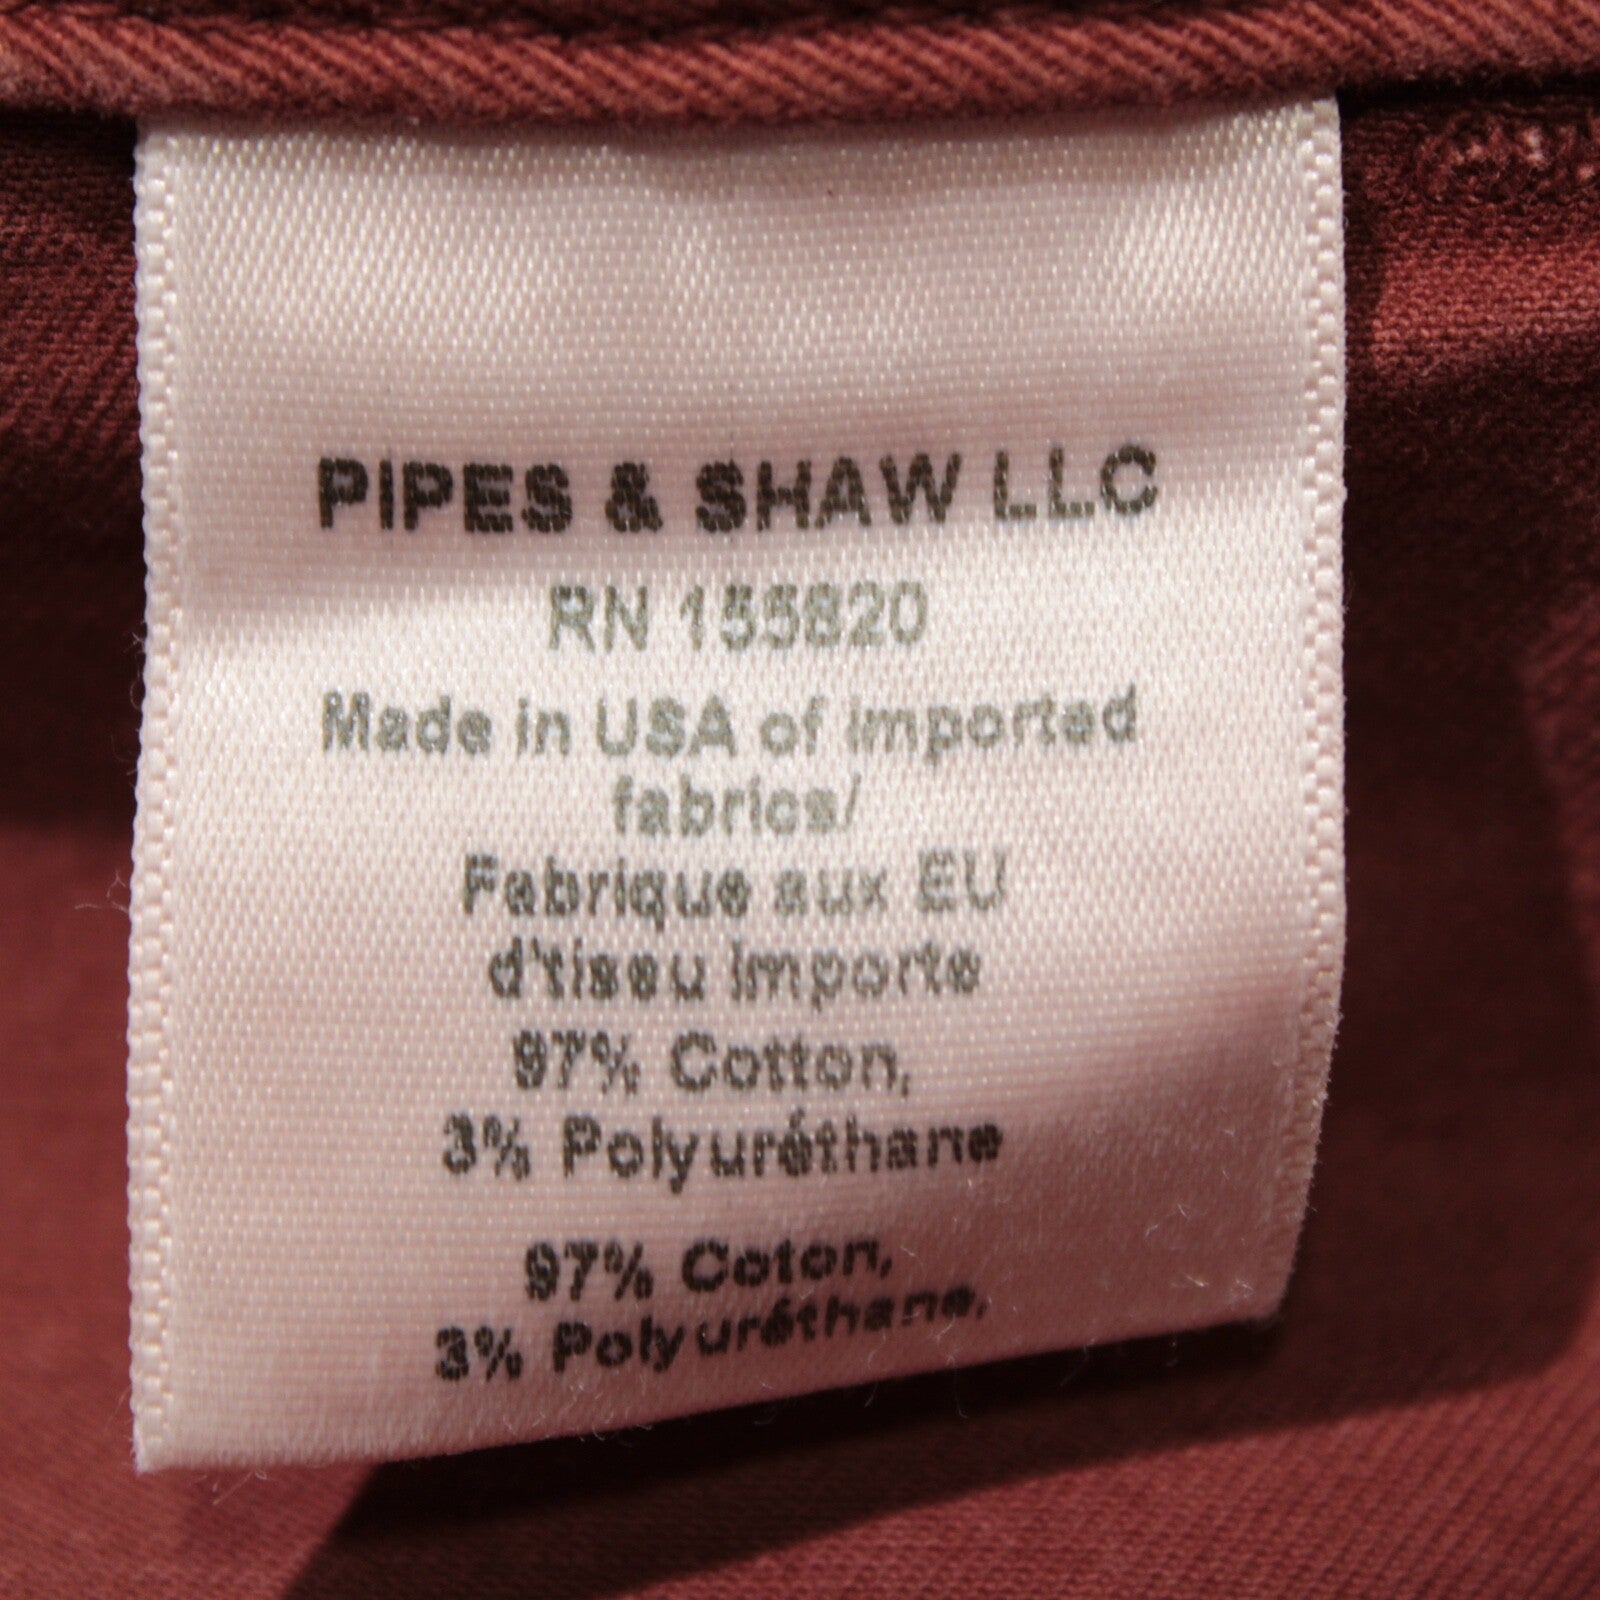 PIPES & SHAW LLC
RN 155820
Made in USA of imported
fabrics/
Fabrique aux EU
d'tiseu importe
97% Cotton,
3% Polyuréthane
97% Coton,
3% Polyuréthane,